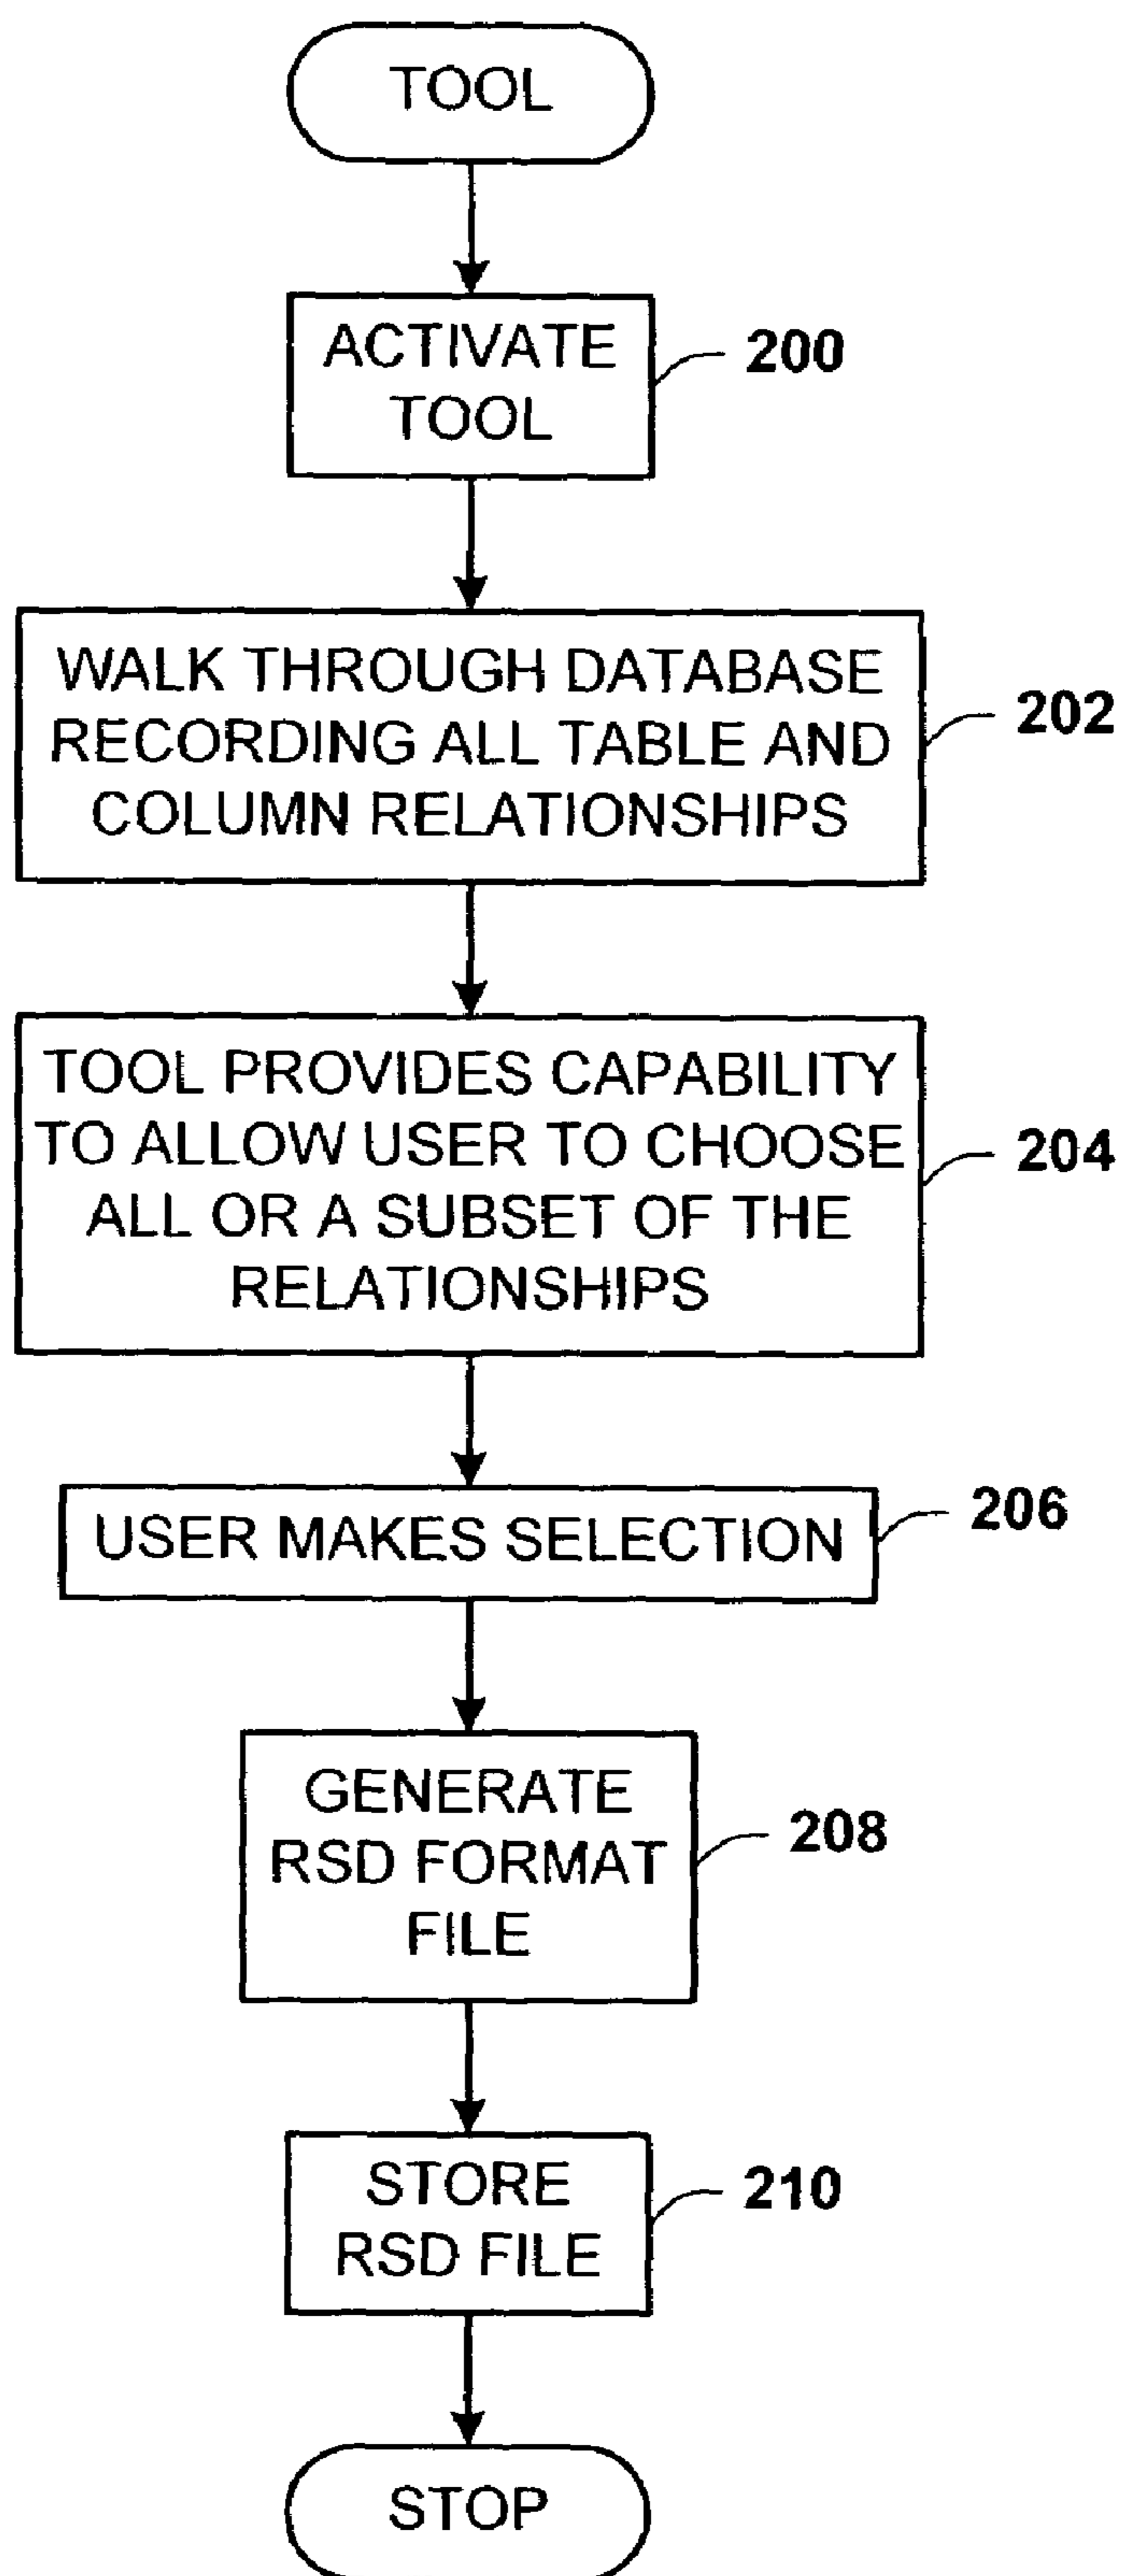 TOOL
ACTIVATE
TOOL
200
WALK THROUGH DATABASE
RECORDING ALL TABLE AND
COLUMN RELATIONSHIPS
202
TOOL PROVIDES CAPABILITY
TO ALLOW USER TO CHOOSE
ALL OR A SUBSET OF THE
RELATIONSHIPS
204
USER MAKES SELECTION
206
GENERATE
RSD FORMAT
FILE
208
STORE
RSD FILE
210
STOP